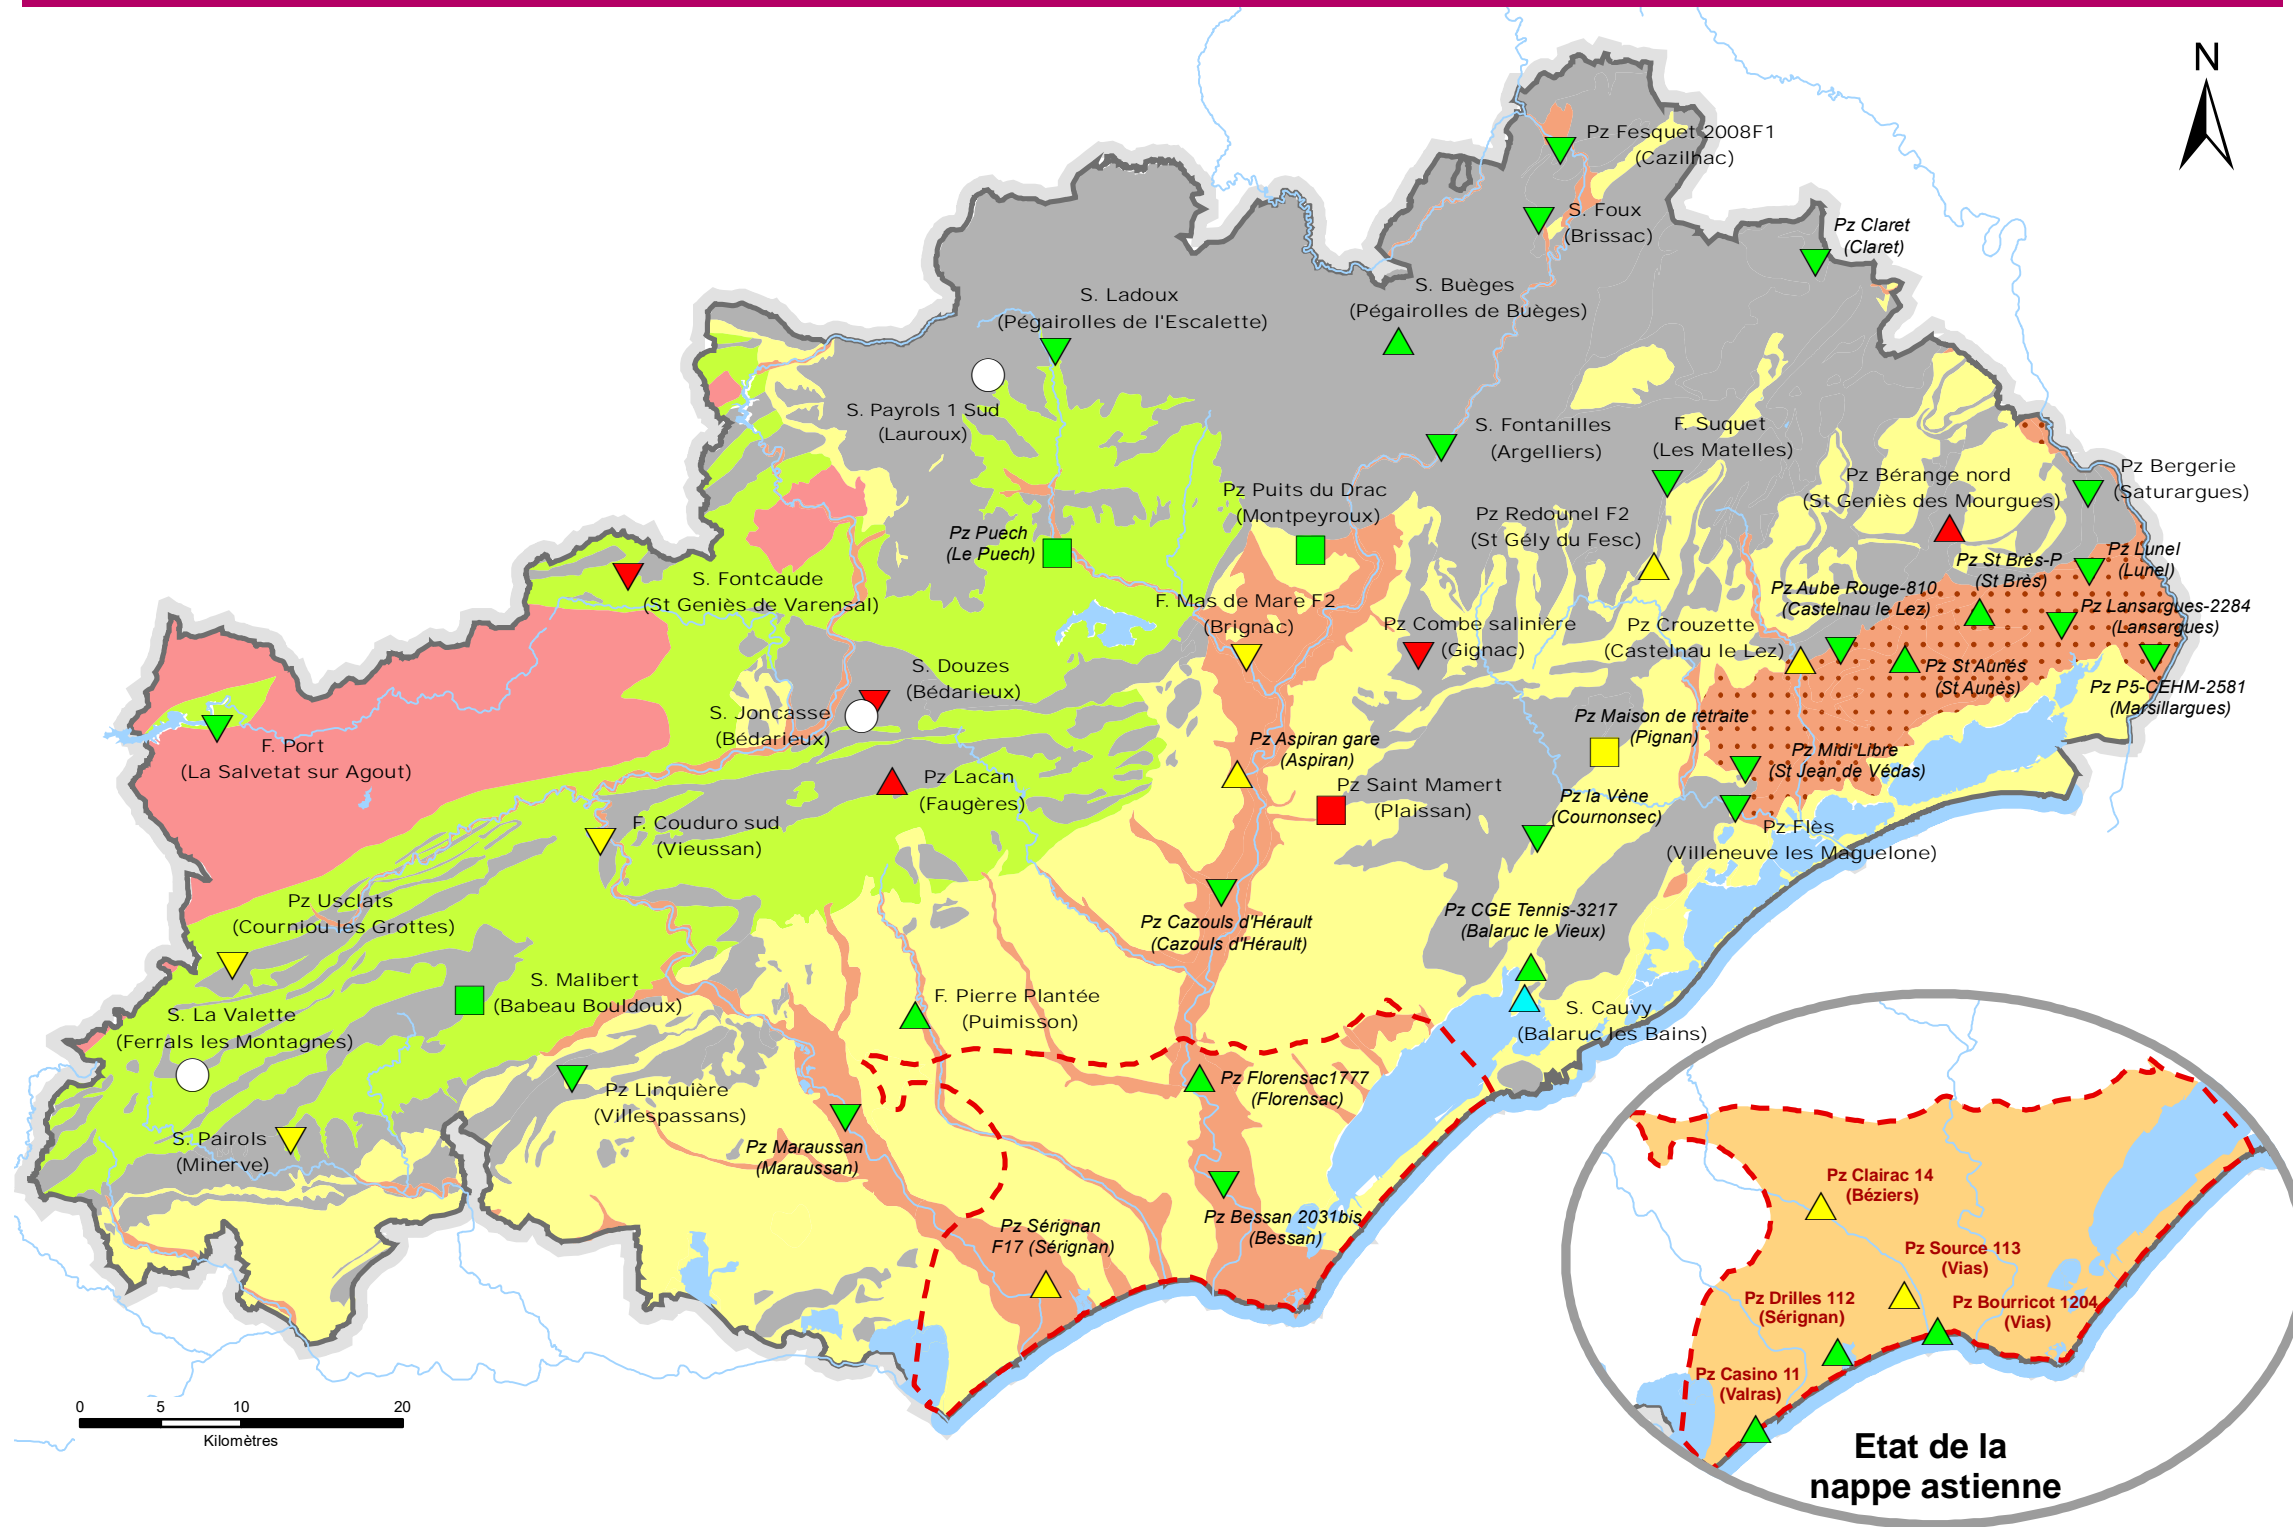 N
Pz Fesquet 2008F1
(Cazilhac)
S. Foux
(Brissac)
Pz Claret
(Claret)
S. Buèges
(Pégairolles de Buèges)
S. Ladoux
(Pégairolles de l'Escalette)
S. Payrols 1 Sud
(Lauroux)
S. Fontanilles
(Argelliers)
F. Suquet
(Les Matelles)
Pz Bérange nord
(St Geniès des Mourgues)
Pz Bergerie
(Saturargues)
Pz Puits du Drac
(Montpeyroux)
Pz Redounel F2
(St Gély du Fesc)
Pz Puech
(Le Puech)
Pz St Brès-P
(St Brès)
Pz Lunel
(Lunel)
S. Fontcaude
(St Geniès de Varensal)
F. Mas de Mare F2
(Brignac)
Pz Aube Rouge-810
(Castelnau le Lez)
Pz Lansargues-2284
(Lansargues)
Pz Combe salinière
(Gignac)
Pz Crouzette
(Castelnau le Lez)
S. Douzes
(Bédarieux)
Pz St Aunés
(St Aunès)
Pz P5-CEHM-2581
(Marsillargues)
S. Joncasse
(Bédarieux)
Pz Maison de retraite
(Pignan)
F. Port
(La Salvetat sur Agout)
Pz Aspiran gare
(Aspiran)
Pz Midi Libre
(St Jean de Védas)
Pz Lacan
(Faugères)
Pz Saint Mamert
(Plaissan)
Pz la Vène
(Cournonsec)
F. Couduro sud
(Vieussan)
Pz Flès
(Villeneuve les Maguelone)
Pz Usclats
(Courniou les Grottes)
Pz Cazouls d'Hérault
(Cazouls d'Hérault)
Pz CGE Tennis-3217
(Balaruc le Vieux)
S. Malibert
(Babeau Bouldoux)
F. Pierre Plantée
(Puimisson)
S. Cauvy
(Balaruc les Bains)
S. La Valette
(Ferrals les Montagnes)
Pz Linquière
(Villespassans)
Pz Florensac1777
(Florensac)
S. Pairols
(Minerve)
Pz Maraussan
(Maraussan)
Pz Sérignan
F17 (Sérignan)
Pz Bessan 2031bis
(Bessan)
Pz Clairac 14
(Béziers)
Pz Source 113
(Vias)
Pz Drilles 112
(Sérignan)
Pz Bourricot 1204
(Vias)
Pz Casino 11
(Valras)
Etat de la
nappe astienne
0 5 10 20
Kilomètres